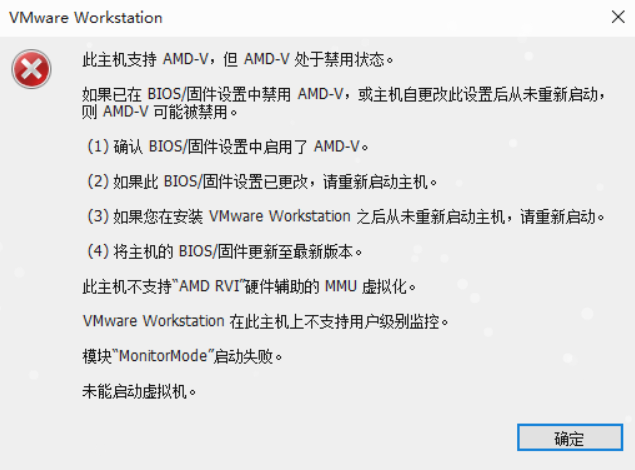 VMware Workstation
此主机支持 AMD-V，但 AMD-V 处于禁用状态。
如果已在 BIOS/固件设置中禁用 AMD-V，或主机自更改此设置后从未重新启动，
则 AMD-V 可能被禁用。
(1) 确认 BIOS/固件设置中启用了 AMD-V。
(2) 如果此 BIOS/固件设置已更改，请重新启动主机。
(3) 如果您在安装 VMware Workstation 之后从未重新启动主机，请重新启动。
(4) 将主机的 BIOS/固件更新至最新版本。
此主机不支持“AMD RVI”硬件辅助的 MMU 虚拟化。
VMware Workstation 在此主机上不支持用户级别监控。
模块“MonitorMode”启动失败。
未能启动虚拟机。
确定